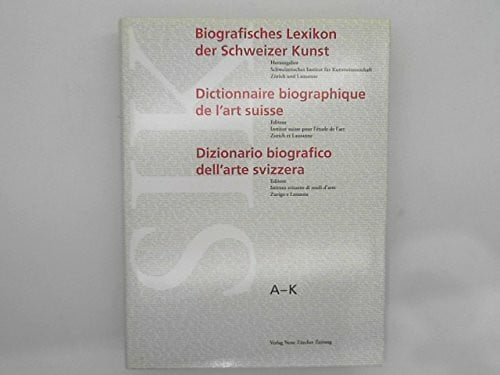 SIK
Biografisches Lexikon
der Schweizer Kunst
Herausgeber
Schweizerisches Institut für Kunstwissenschaft
Zürich und Lausanne
Dictionnaire biographique
de l'art suisse
Editeur
Institut suisse pour l'étude de l'art
Zurich et Lausanne
Dizionario biografico
dell'arte svizzera
Editore
Istituto svizzero di studi d'arte
Zurigo e Losanna
A–K
Verlag Neue Zürcher Zeitung